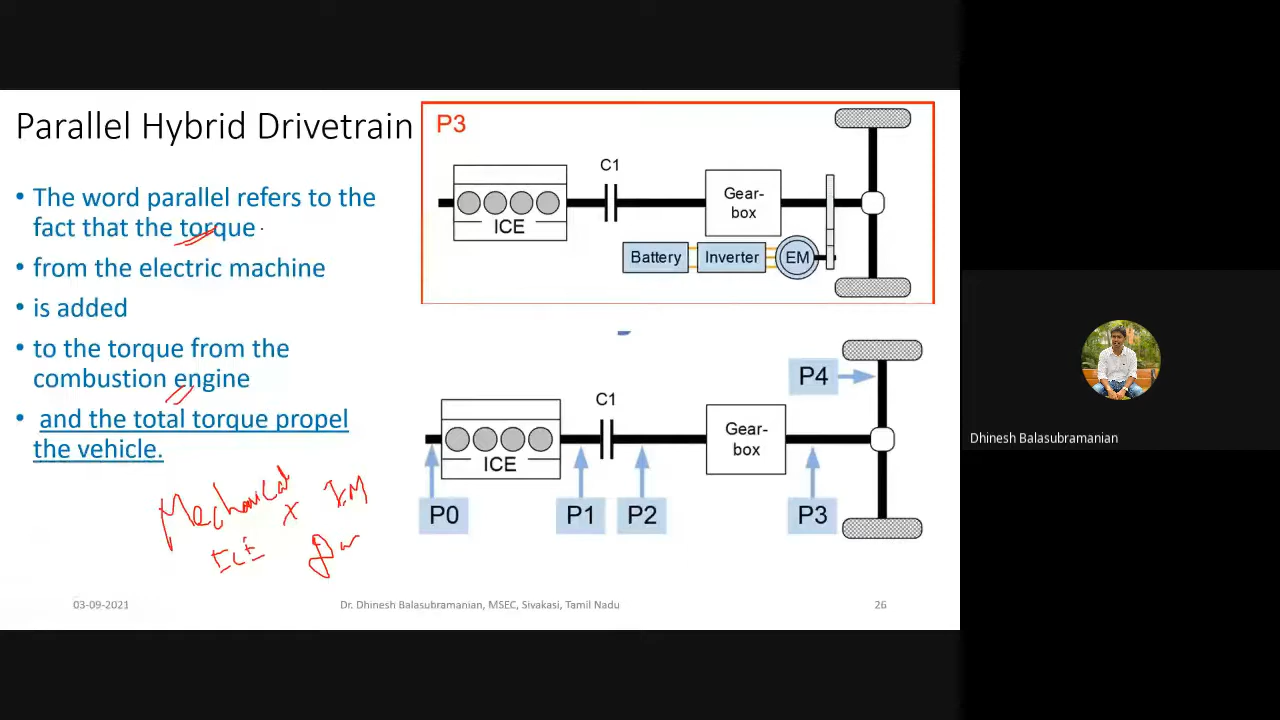 Parallel Hybrid Drivetrain
• The word parallel refers to the
fact that the torque
• from the electric machine
• is added
• to the torque from the
combustion engine
• and the total torque propel
the vehicle.
Mechanical
ICE
P3
C1
Gear-
box
ICE
Battery
Inverter
EM
P4
C1
Gear-
box
ICE
P0
P1
P2
P3
03-09-2021
Dr. Dhinesh Balasubramanian, MSEC, Sivakasi, Tamil Nadu
26
Dhinesh Balasubramanian